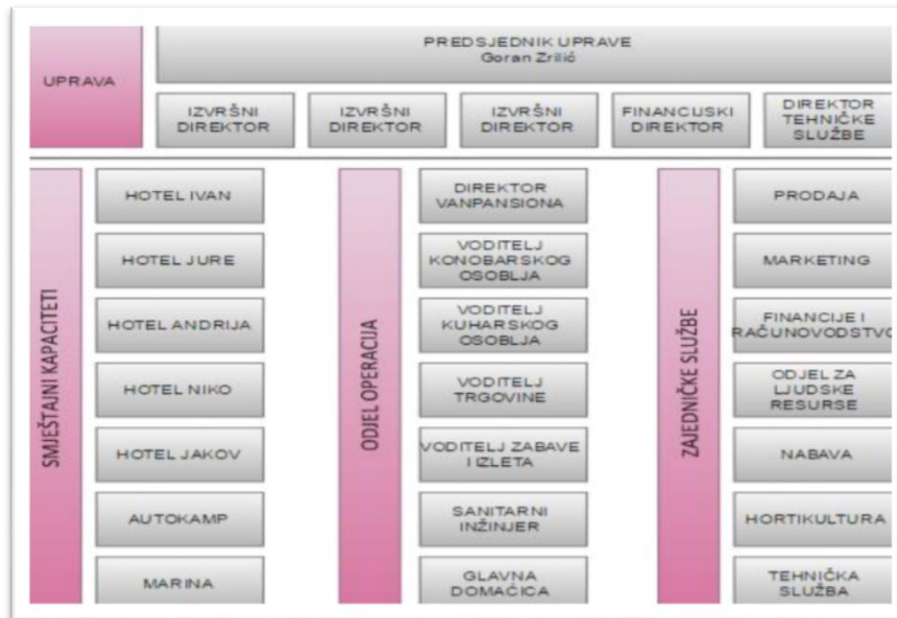 UPRAVA
PREDSJEDNIK UPRAVE
Goran Zrilić
IZVRŠNI
DIREKTOR
IZVRŠNI
DIREKTOR
IZVRŠNI
DIREKTOR
FINANCIJSKI
DIREKTOR
DIREKTOR
TEHNIČKE
SLUŽBE
SMJEŠTAJNI KAPACITETI
HOTEL IVAN
HOTEL JURE
HOTEL ANDRIJA
HOTEL NIKO
HOTEL JAKOV
AUTOKAMP
MARINA
ODJEL OPERACIJA
DIREKTOR
VANPANSIONA
VODITELJ
KONOBARSKOG
OSOBLJA
VODITELJ
KUHARSKOG
OSOBLJA
VODITELJ
TRGOVINE
VODITELJ ZABAVE
I IZLETA
SANITARNI
INŽINJER
GLAVNA
DOMAĆICA
ZAJEDNIČKE SLUŽBE
PRODAJA
MARKETING
FINANCIJE I
RAČUNOVODSTVO
ODJEL ZA
LJUDSKE
RESURSE
NABAVA
HORTIKULTURA
TEHNIČKA
SLUŽBA